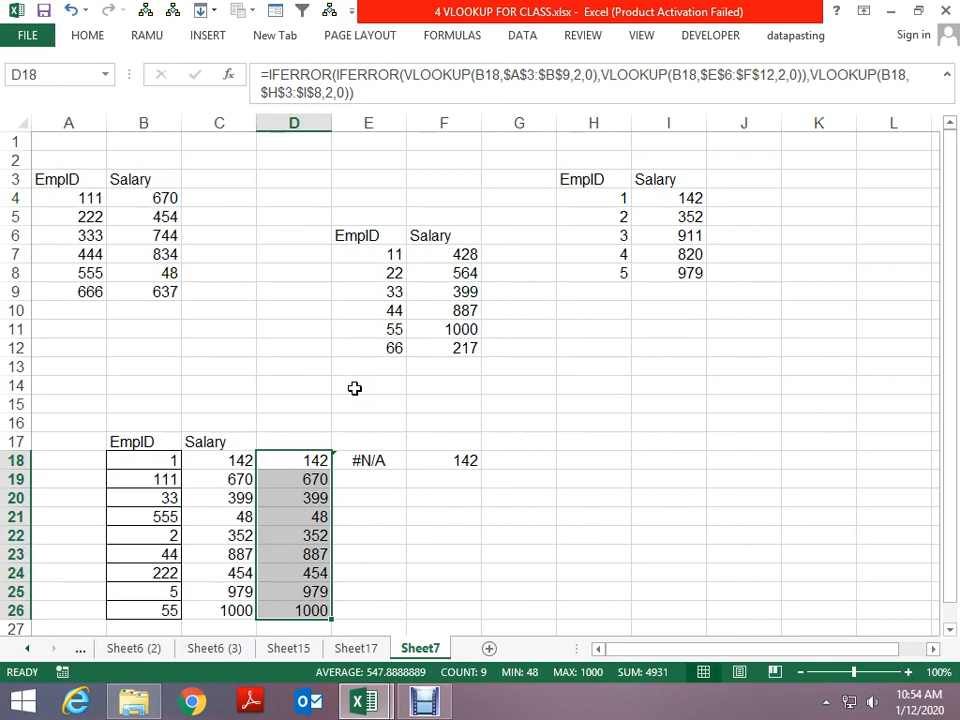 4 VLOOKUP FOR CLASS.xlsx - Excel (Product Activation Failed)
FILE HOME RAMU INSERT New Tab PAGE LAYOUT FORMULAS DATA REVIEW VIEW DEVELOPER datapasting Sign in
D18 fx =IFERROR(IFERROR(VLOOKUP(B18,$A$3:$B$9,2,0),VLOOKUP(B18,$E$6:$F$12,2,0)),VLOOKUP(B18,
$H$3:$I$8,2,0))
A B C D E F G H I J K L
1
2
3 EmpID Salary EmpID Salary
4 111 670 1 142
5 222 454 2 352
6 333 744 EmpID Salary 3 911
7 444 834 11 428 4 820
8 555 48 22 564 5 979
9 666 637 33 399
10 44 887
11 55 1000
12 66 217
13
14
15
16
17 EmpID Salary
18 1 142 142 #N/A 142
19 111 670 670
20 33 399 399
21 555 48 48
22 2 352 352
23 44 887 887
24 222 454 454
25 5 979 979
26 55 1000 1000
27
... Sheet6 (2) Sheet6 (3) Sheet15 Sheet17 Sheet7
READY AVERAGE: 547.8888889 COUNT: 9 MIN: 48 MAX: 1000 SUM: 4931 100%
10:54 AM
1/12/2020